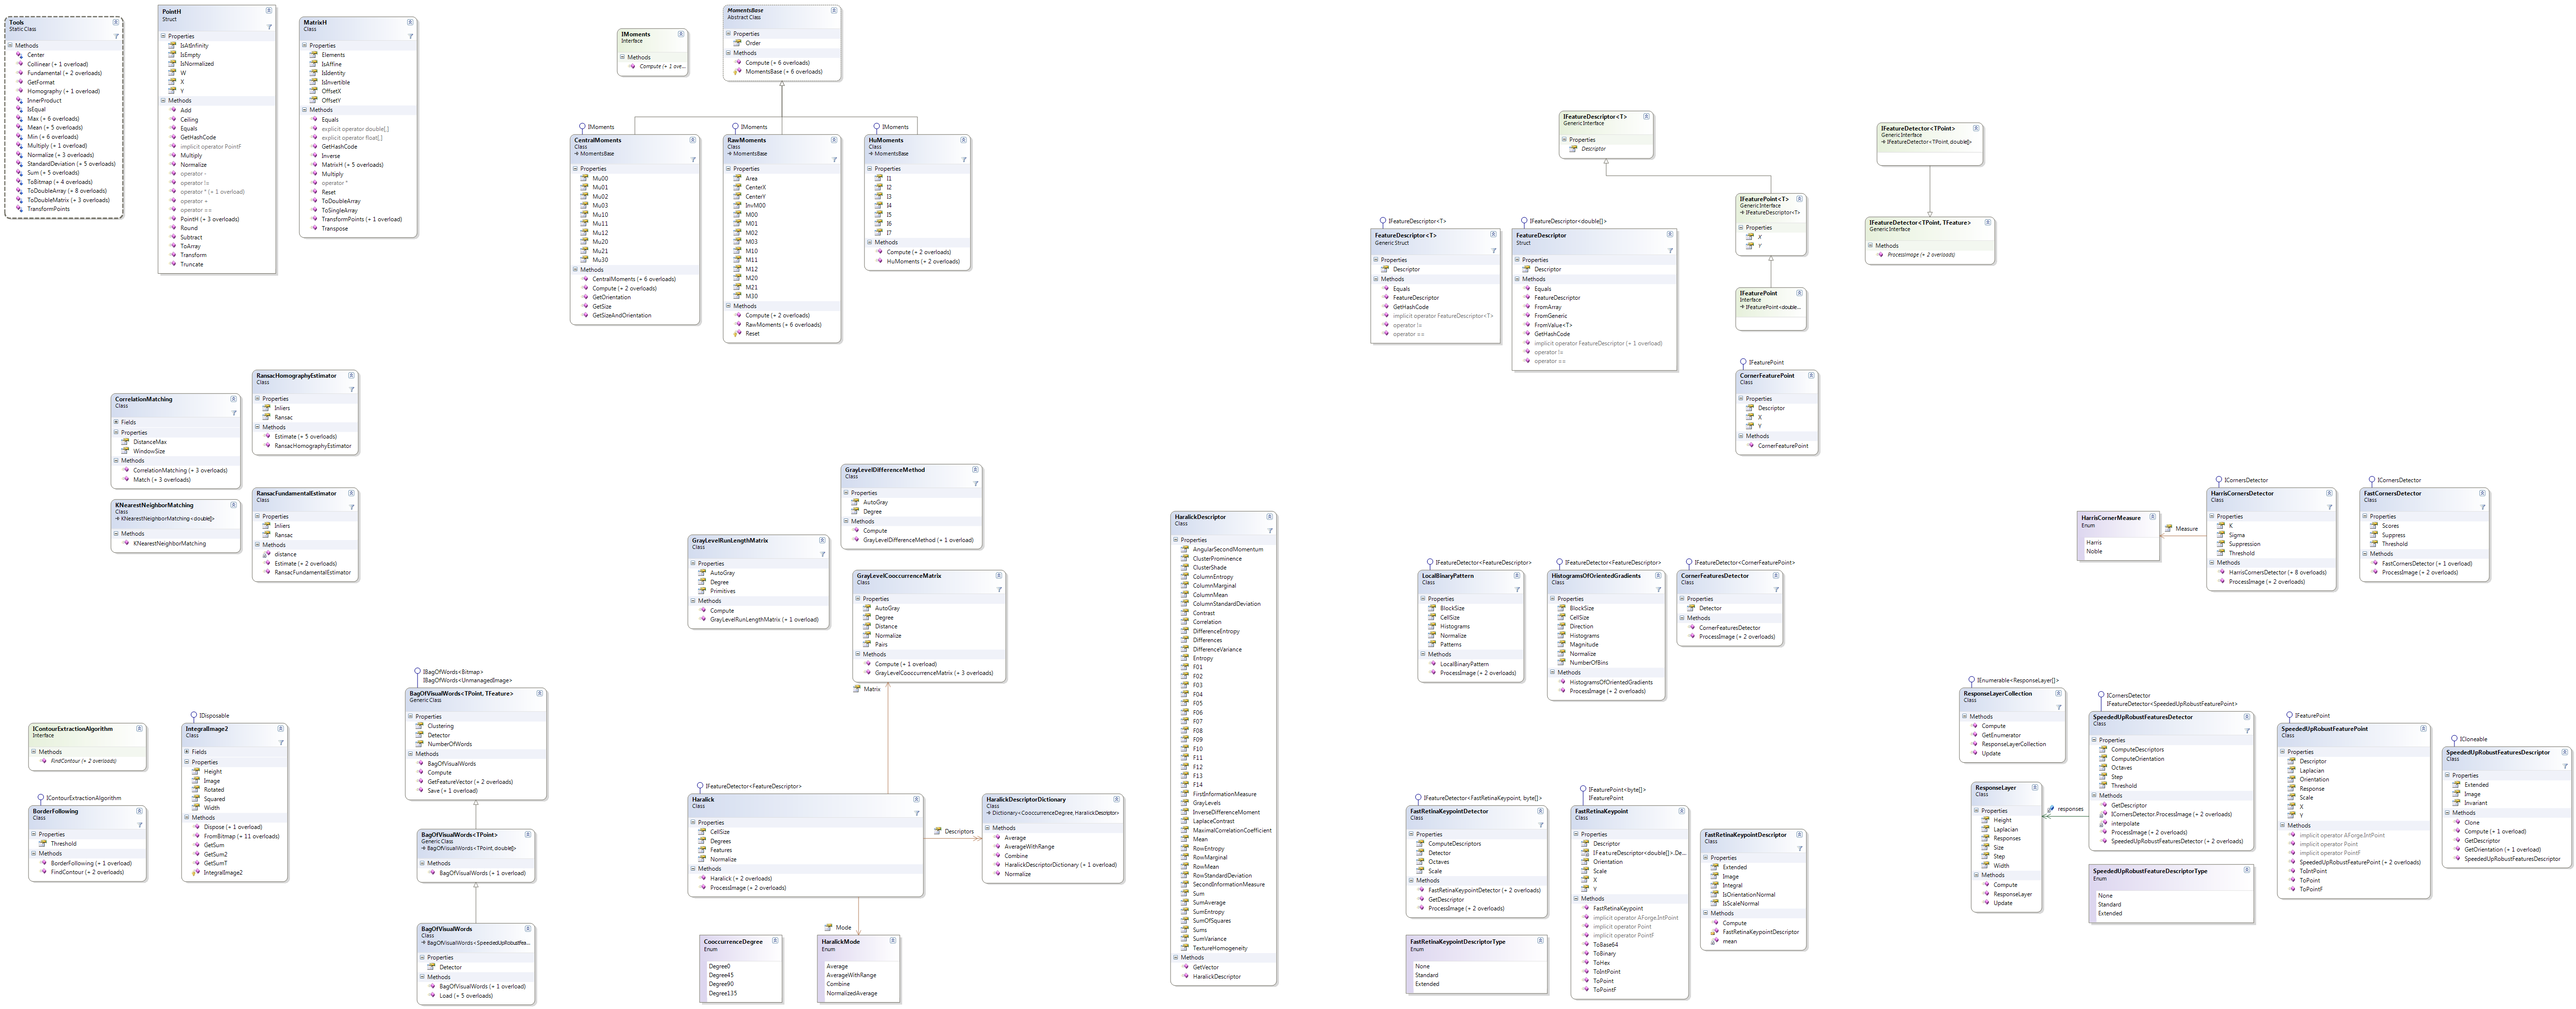 Tools
Static Class
Methods
Center
Collinear (+ 1 overload)
Fundamental (+ 2 overloads)
GetFormat
Homography (+ 1 overload)
InnerProduct
IsEqual
Max (+ 6 overloads)
Mean (+ 5 overloads)
Min (+ 6 overloads)
Multiply (+ 1 overload)
Normalize (+ 3 overloads)
StandardDeviation (+ 5 overloads)
Sum (+ 5 overloads)
ToBitmap (+ 4 overloads)
ToDoubleArray (+ 8 overloads)
ToDoubleMatrix (+ 3 overloads)
TransformPoints
PointH
Struct
Properties
IsAtInfinity
IsEmpty
IsNormalized
W
X
Y
Methods
Add
Ceiling
Equals
GetHashCode
implicit operator PointF
Multiply
Normalize
operator -
operator !=
operator * (+ 1 overload)
operator +
operator ==
PointH (+ 3 overloads)
Round
Subtract
ToArray
Transform
Truncate
MatrixH
Class
Properties
Elements
IsAffine
IsIdentity
IsInvertible
OffsetX
OffsetY
Methods
Equals
explicit operator double[,]
explicit operator float[,]
GetHashCode
Inverse
MatrixH (+ 5 overloads)
Multiply
operator *
Reset
ToDoubleArray
ToSingleArray
TransformPoints (+ 1 overload)
Transpose
IMoments
Interface
Methods
Compute (+ 1 ove...
MomentsBase
Abstract Class
Properties
Order
Methods
Compute (+ 6 overloads)
MomentsBase (+ 6 overloads)
IMoments
CentralMoments
Class
MomentsBase
Properties
Mu00
Mu01
Mu02
Mu03
Mu10
Mu11
Mu12
Mu20
Mu21
Mu30
Methods
CentralMoments (+ 6 overloads)
Compute (+ 2 overloads)
GetOrientation
GetSize
GetSizeAndOrientation
IMoments
RawMoments
Class
MomentsBase
Properties
Area
CenterX
CenterY
InvM00
M00
M01
M02
M03
M10
M11
M12
M20
M21
M30
Methods
Compute (+ 2 overloads)
RawMoments (+ 6 overloads)
Reset
IMoments
HuMoments
Class
MomentsBase
Properties
I1
I2
I3
I4
I5
I6
I7
Methods
Compute (+ 2 overloads)
HuMoments (+ 2 overloads)
IFeatureDescriptor<T>
Generic Interface
Properties
Descriptor
IFeaturePoint<T>
Generic Interface
IFeatureDescriptor<T>
Properties
X
Y
IFeaturePoint
Interface
IFeaturePoint<double...
IFeatureDescriptor<T>
FeatureDescriptor<T>
Generic Struct
Properties
Descriptor
Methods
Equals
FeatureDescriptor
GetHashCode
implicit operator FeatureDescriptor<T>
operator !=
operator ==
IFeatureDescriptor<double[]>
FeatureDescriptor
Struct
Properties
Descriptor
Methods
Equals
FeatureDescriptor
FromArray
FromGeneric
FromValue<T>
GetHashCode
implicit operator FeatureDescriptor (+ 1 overload)
operator !=
operator ==
IFeaturePoint
CornerFeaturePoint
Class
Properties
Descriptor
X
Y
Methods
CornerFeaturePoint
IFeatureDetector<TPoint>
Generic Interface
IFeatureDetector<TPoint, double[]>
IFeatureDetector<TPoint, TFeature>
Generic Interface
Methods
ProcessImage (+ 2 overloads)
CorrelationMatching
Class
Fields
Properties
DistanceMax
WindowSize
Methods
CorrelationMatching (+ 3 overloads)
Match (+ 3 overloads)
KNearestNeighborMatching
Class
KNearestNeighborMatching<double[]>
Methods
KNearestNeighborMatching
RansacHomographyEstimator
Class
Properties
Inliers
Ransac
Methods
Estimate (+ 5 overloads)
RansacHomographyEstimator
RansacFundamentalEstimator
Class
Properties
Inliers
Ransac
Methods
distance
Estimate (+ 2 overloads)
RansacFundamentalEstimator
GrayLevelDifferenceMethod
Class
Properties
AutoGray
Degree
Methods
Compute
GrayLevelDifferenceMethod (+ 1 overload)
GrayLevelRunLengthMatrix
Class
Properties
AutoGray
Degree
Primitives
Methods
Compute
GrayLevelRunLengthMatrix (+ 1 overload)
GrayLevelCooccurrenceMatrix
Class
Properties
AutoGray
Degree
Distance
Normalize
Pairs
Methods
Compute (+ 1 overload)
GrayLevelCooccurrenceMatrix (+ 3 overloads)
Matrix
HaralickDescriptor
Class
Properties
AngularSecondMomentum
ClusterProminence
ClusterShade
ColumnEntropy
ColumnMarginal
ColumnMean
ColumnStandardDeviation
Contrast
Correlation
DifferenceEntropy
Differences
DifferenceVariance
Entropy
F01
F02
F03
F04
F05
F06
F07
F08
F09
F10
F11
F12
F13
F14
FirstInformationMeasure
GrayLevels
InverseDifferenceMoment
LaplaceContrast
MaximalCorrelationCoefficient
Mean
RowEntropy
RowMarginal
RowMean
RowStandardDeviation
SecondInformationMeasure
Sum
SumAverage
SumEntropy
SumOfSquares
Sums
SumVariance
TextureHomogeneity
Methods
GetVector
HaralickDescriptor
IFeatureDetector<FeatureDescriptor>
LocalBinaryPattern
Class
Properties
BlockSize
CellSize
Histograms
Normalize
Patterns
Methods
LocalBinaryPattern
ProcessImage (+ 2 overloads)
IFeatureDetector<FeatureDescriptor>
HistogramsOfOrientedGradients
Class
Properties
BlockSize
CellSize
Direction
Histograms
Magnitude
Normalize
NumberOfBins
Methods
HistogramsOfOrientedGradients
ProcessImage (+ 2 overloads)
IFeatureDetector<CornerFeaturePoint>
CornerFeaturesDetector
Class
Properties
Detector
Methods
CornerFeaturesDetector
ProcessImage (+ 2 overloads)
HarrisCornerMeasure
Enum
Harris
Noble
Measure
ICornersDetector
HarrisCornersDetector
Class
Properties
K
Sigma
Suppression
Threshold
Methods
HarrisCornersDetector (+ 8 overloads)
ProcessImage (+ 2 overloads)
ICornersDetector
FastCornersDetector
Class
Properties
Scores
Suppress
Threshold
Methods
FastCornersDetector (+ 1 overload)
ProcessImage (+ 2 overloads)
IContourExtractionAlgorithm
Interface
Methods
FindContour (+ 2 overloads)
IContourExtractionAlgorithm
BorderFollowing
Class
Properties
Threshold
Methods
BorderFollowing (+ 1 overload)
FindContour (+ 2 overloads)
IDisposable
IntegralImage2
Class
Fields
Properties
Height
Image
Rotated
Squared
Width
Methods
Dispose (+ 1 overload)
FromBitmap (+ 11 overloads)
GetSum
GetSum2
GetSumT
IntegralImage2
IBagOfWords<Bitmap>
IBagOfWords<UnmanagedImage>
BagOfVisualWords<TPoint, TFeature>
Generic Class
Properties
Clustering
Detector
NumberOfWords
Methods
BagOfVisualWords
Compute
GetFeatureVector (+ 2 overloads)
Save (+ 1 overload)
BagOfVisualWords<TPoint>
Generic Class
BagOfVisualWords<TPoint,double[]>
Methods
BagOfVisualWords (+ 1 overload)
BagOfVisualWords
Class
BagOfVisualWords<SpeededUpRobustFea...
Properties
Detector
Methods
BagOfVisualWords (+ 1 overload)
Load (+ 5 overloads)
IFeatureDetector<FeatureDescriptor>
Haralick
Class
Properties
CellSize
Degrees
Features
Normalize
Methods
Haralick (+ 2 overloads)
ProcessImage (+ 2 overloads)
Descriptors
HaralickDescriptorDictionary
Class
Dictionary<CooccurrenceDegree, HaralickDescriptor>
Methods
Average
AverageWithRange
Combine
HaralickDescriptorDictionary (+ 1 overload)
Normalize
Mode
CooccurrenceDegree
Enum
Degree0
Degree45
Degree90
Degree135
HaralickMode
Enum
Average
AverageWithRange
Combine
NormalizedAverage
IFeatureDetector<FastRetinaKeypoint, byte[]>
FastRetinaKeypointDetector
Class
Properties
ComputeDescriptors
Detector
Octaves
Scale
Methods
FastRetinaKeypointDetector (+ 2 overloads)
GetDescriptor
ProcessImage (+ 2 overloads)
FastRetinaKeypointDescriptorType
Enum
None
Standard
Extended
IFeaturePoint<byte[]>
IFeaturePoint
FastRetinaKeypoint
Class
Properties
Descriptor
IFeatureDescriptor<double[]>.De...
Orientation
Scale
X
Y
Methods
FastRetinaKeypoint
implicit operator AForge.IntPoint
implicit operator Point
implicit operator PointF
ToBase64
ToBinary
ToHex
ToIntPoint
ToPoint
ToPointF
FastRetinaKeypointDescriptor
Class
Properties
Extended
Image
Integral
IsOrientationNormal
IsScaleNormal
Methods
Compute
FastRetinaKeypointDescriptor
mean
IEnumerable<ResponseLayer[]>
ResponseLayerCollection
Class
Methods
Compute
GetEnumerator
ResponseLayerCollection
Update
ResponseLayer
Class
Properties
Height
Laplacian
Responses
Size
Step
Width
Methods
Compute
ResponseLayer
Update
responses
ICornersDetector
IFeatureDetector<SpeededUpRobustFeaturePoint>
SpeededUpRobustFeaturesDetector
Class
Properties
ComputeDescriptors
ComputeOrientation
Octaves
Step
Threshold
Methods
GetDescriptor
ICornersDetector.ProcessImage (+ 2 overloads)
interpolate
ProcessImage (+ 2 overloads)
SpeededUpRobustFeaturesDetector (+ 2 overloads)
SpeededUpRobustFeatureDescriptorType
Enum
None
Standard
Extended
IFeaturePoint
SpeededUpRobustFeaturePoint
Class
Properties
Descriptor
Laplacian
Orientation
Response
Scale
X
Y
Methods
implicit operator AForge.IntPoint
implicit operator Point
implicit operator PointF
SpeededUpRobustFeaturePoint (+ 2 overloads)
ToIntPoint
ToPoint
ToPointF
ICloneable
SpeededUpRobustFeaturesDescriptor
Class
Properties
Extended
Image
Invariant
Methods
Clone
Compute (+ 1 overload)
GetDescriptor
GetOrientation (+ 1 overload)
SpeededUpRobustFeaturesDescriptor